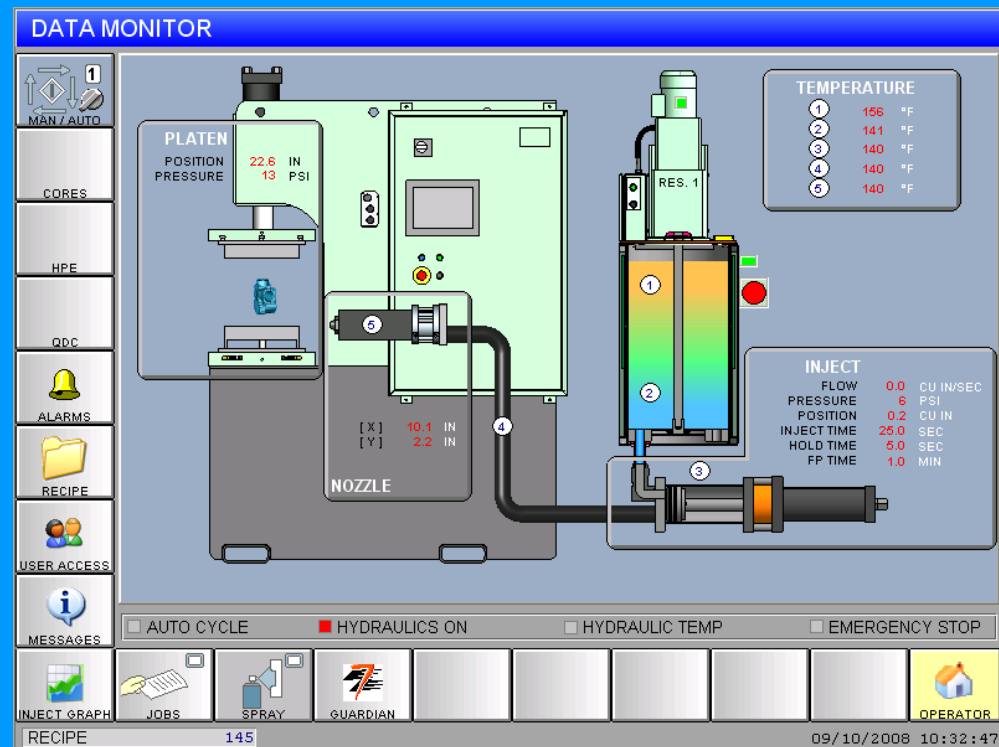 DATA MONITOR
1
MAN / AUTO
CORES
HPE
QDC
ALARMS
RECIPE
USER ACCESS
MESSAGES
PLATEN
POSITION 22.6 IN
PRESSURE 13 PSI
RES. 1
TEMPERATURE
1 156 °F
2 141 °F
3 140 °F
4 140 °F
5 140 °F
1
2
3
4
5
[X] 10.1 IN
[Y] 2.2 IN
NOZZLE
INJECT
FLOW 0.0 CU IN/SEC
PRESSURE 6 PSI
POSITION 0.2 CU IN
INJECT TIME 25.0 SEC
HOLD TIME 5.0 SEC
FP TIME 1.0 MIN
AUTO CYCLE HYDRAULICS ON HYDRAULIC TEMP EMERGENCY STOP
INJECT GRAPH JOBS SPRAY GUARDIAN OPERATOR
RECIPE 145 09/10/2008 10:32:47